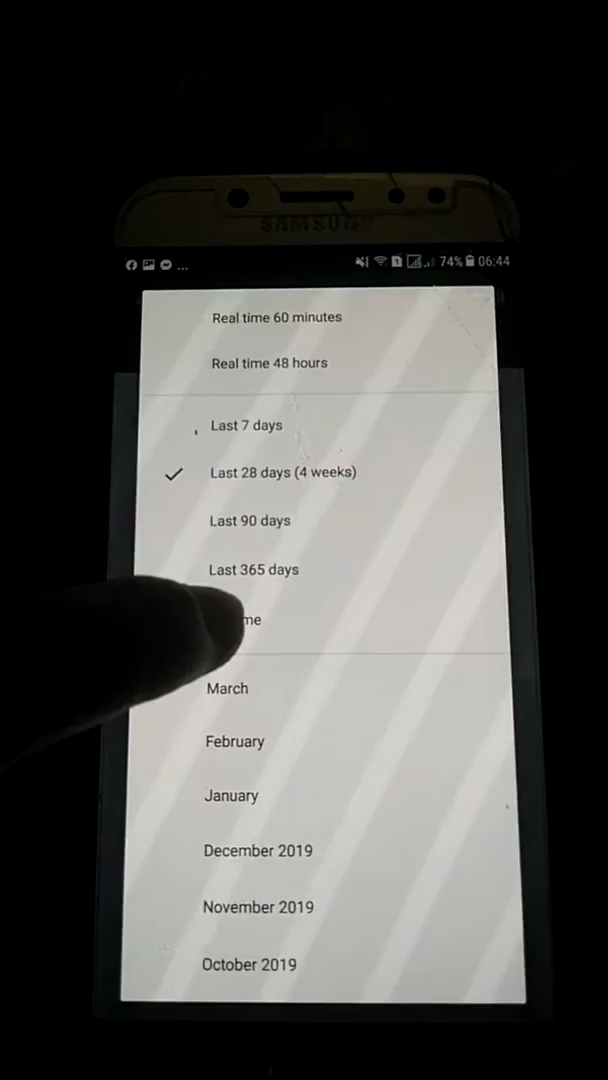 SAMSUNG
74% 06:44
Real time 60 minutes
Real time 48 hours
Last 7 days
Last 28 days (4 weeks)
Last 90 days
Last 365 days
me
March
February
January
December 2019
November 2019
October 2019